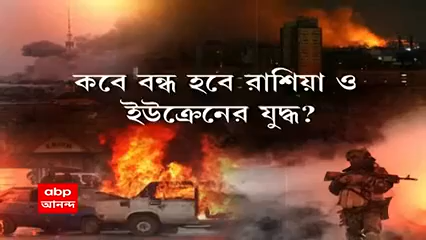 কবে বন্ধ হবে রাশিয়া ও
ইউক্রেনের যুদ্ধ?
abp
আনন্দ